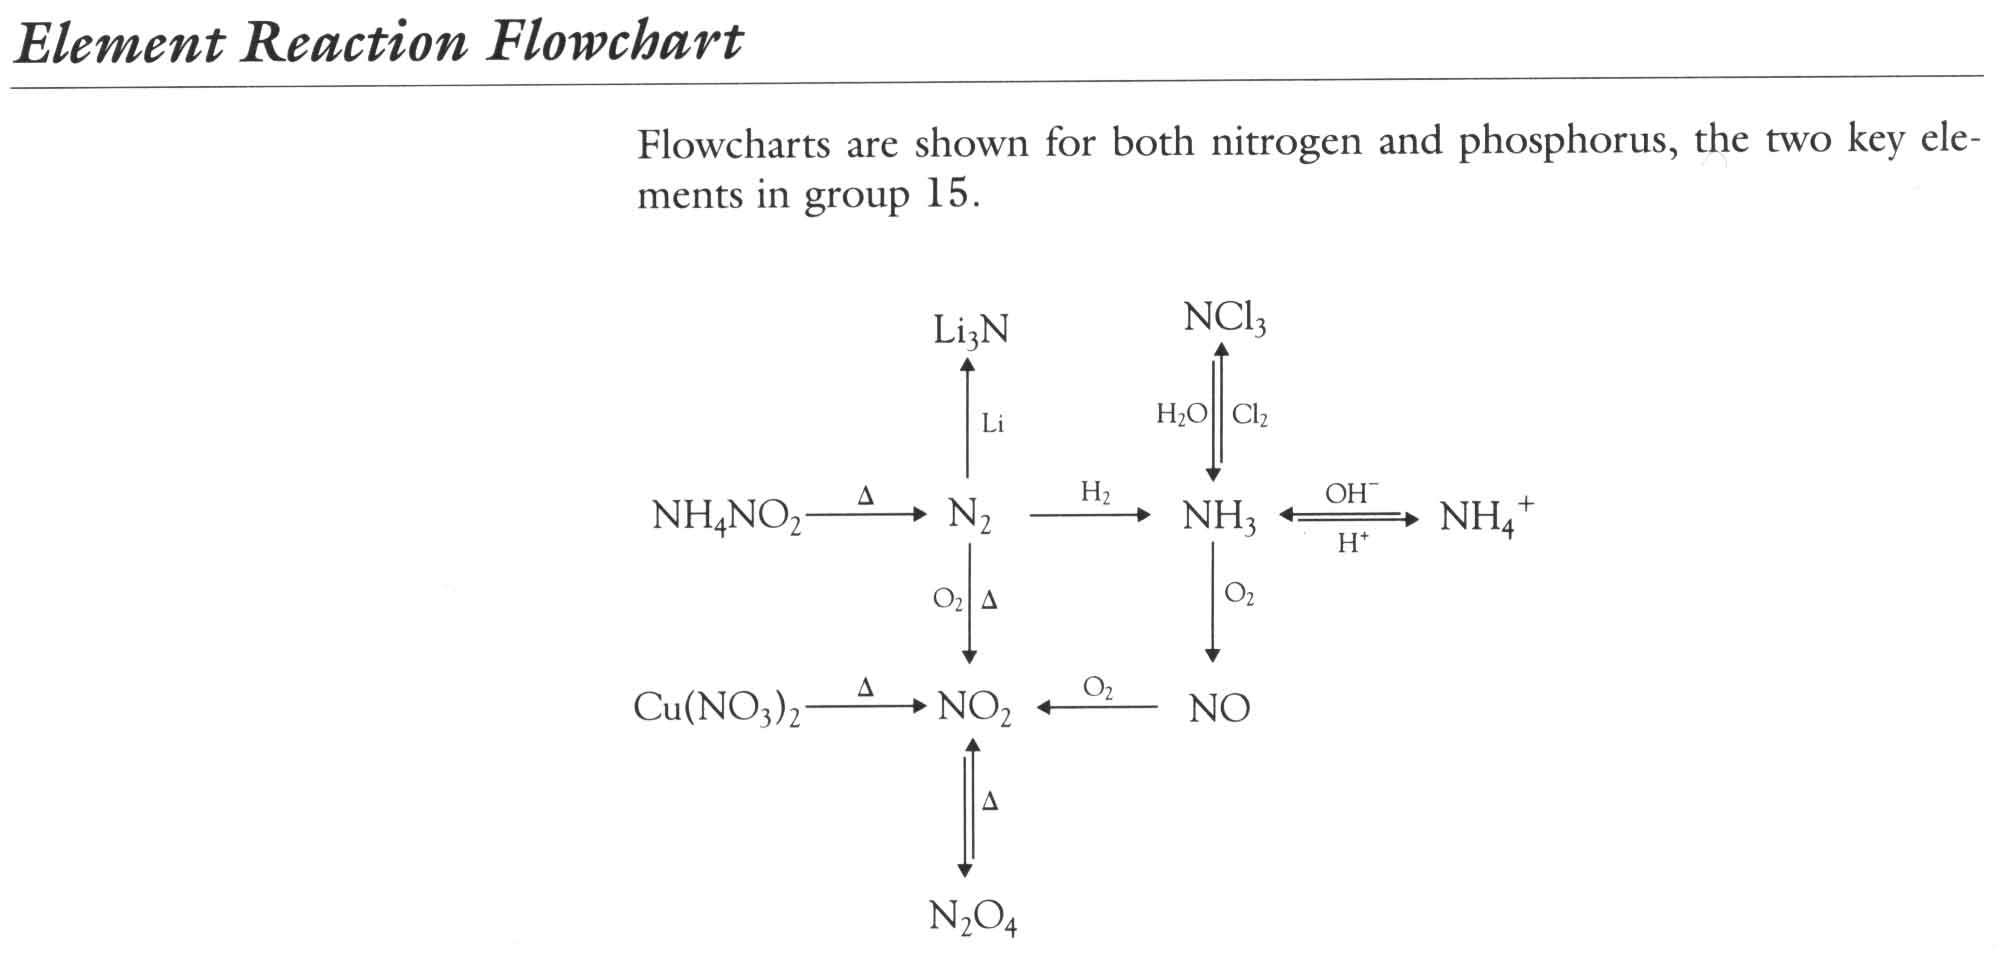 Element Reaction Flowchart
Flowcharts are shown for both nitrogen and phosphorus, the two key ele-
ments in group 15.
Li₃N
NCl₃
Li
H₂O Cl₂
NH₄NO₂ Δ N₂ H₂ NH₃ OH⁻ H⁺ NH₄⁺
O₂ Δ
O₂
Cu(NO₃)₂ Δ NO₂ O₂ NO
Δ
N₂O₄